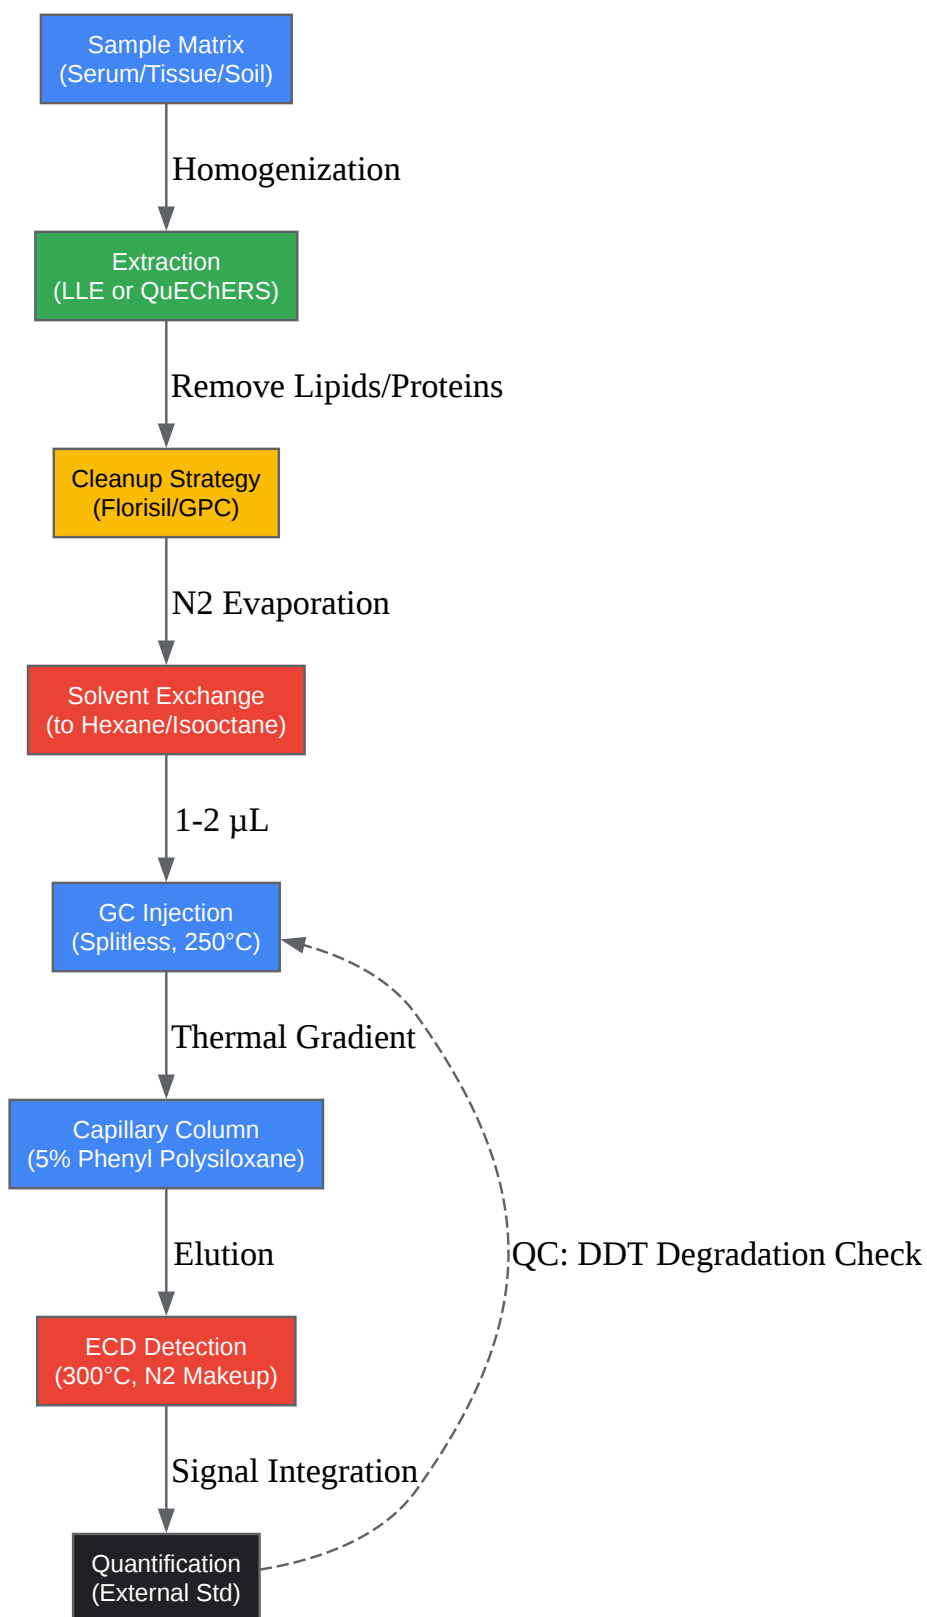 Sample Matrix
(Serum/Tissue/Soil)
Homogenization
Extraction
(LLE or QuEChERS)
Remove Lipids/Proteins
Cleanup Strategy
(Florisil/GPC)
N2 Evaporation
Solvent Exchange
(to Hexane/Isooctane)
1-2 µL
GC Injection
(Splitless, 250°C)
Thermal Gradient
Capillary Column
(5% Phenyl Polysiloxane)
Elution
QC: DDT Degradation Check
ECD Detection
(300°C, N2 Makeup)
Signal Integration
Quantification
(External Std)